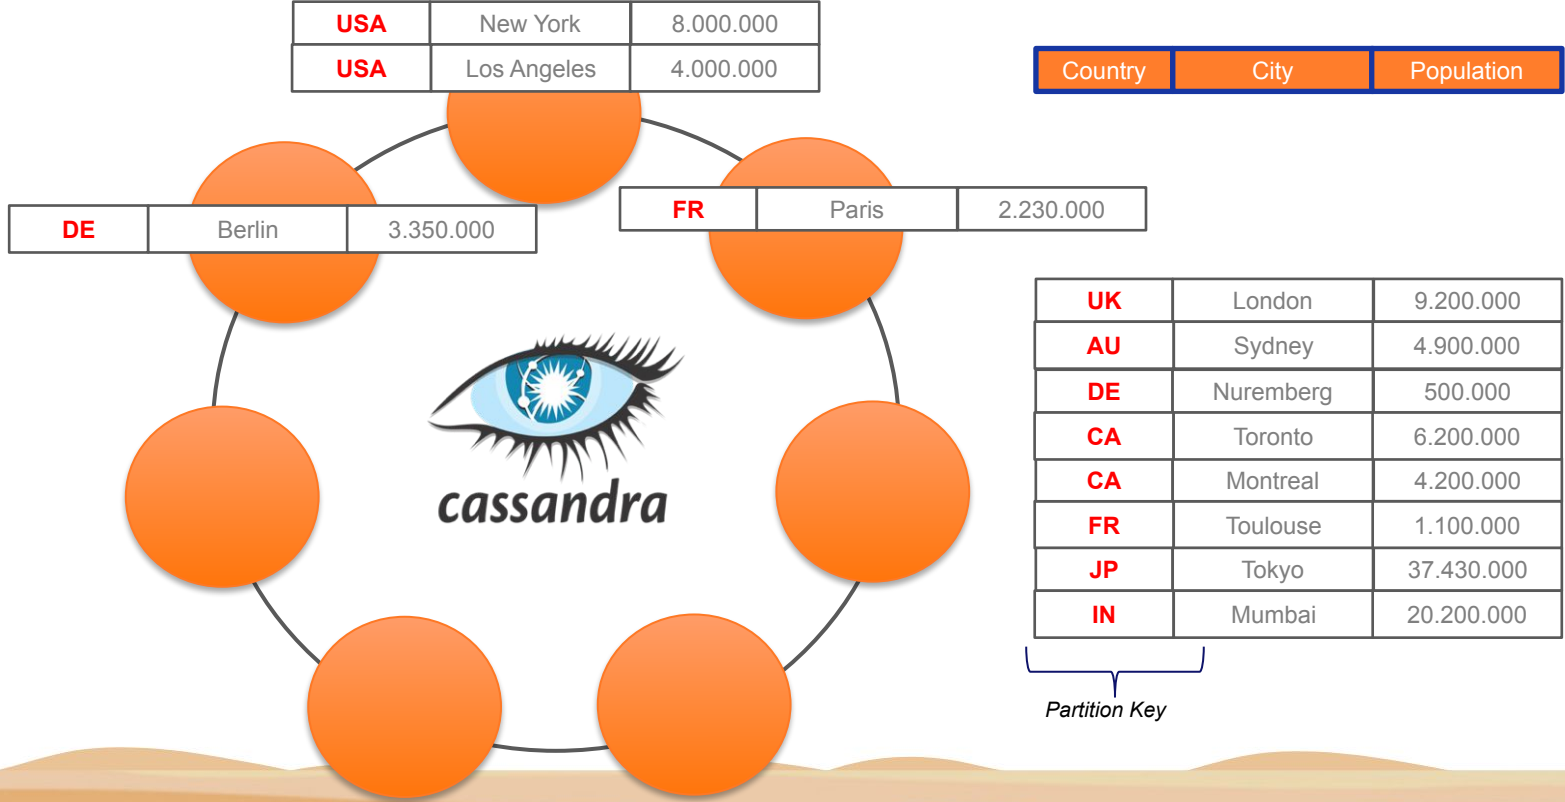 USA New York 8.000.000
USA Los Angeles 4.000.000
Country City Population
DE Berlin 3.350.000
FR Paris 2.230.000
UK London 9.200.000
AU Sydney 4.900.000
DE Nuremberg 500.000
CA Toronto 6.200.000
CA Montreal 4.200.000
FR Toulouse 1.100.000
JP Tokyo 37.430.000
IN Mumbai 20.200.000
cassandra
Partition Key